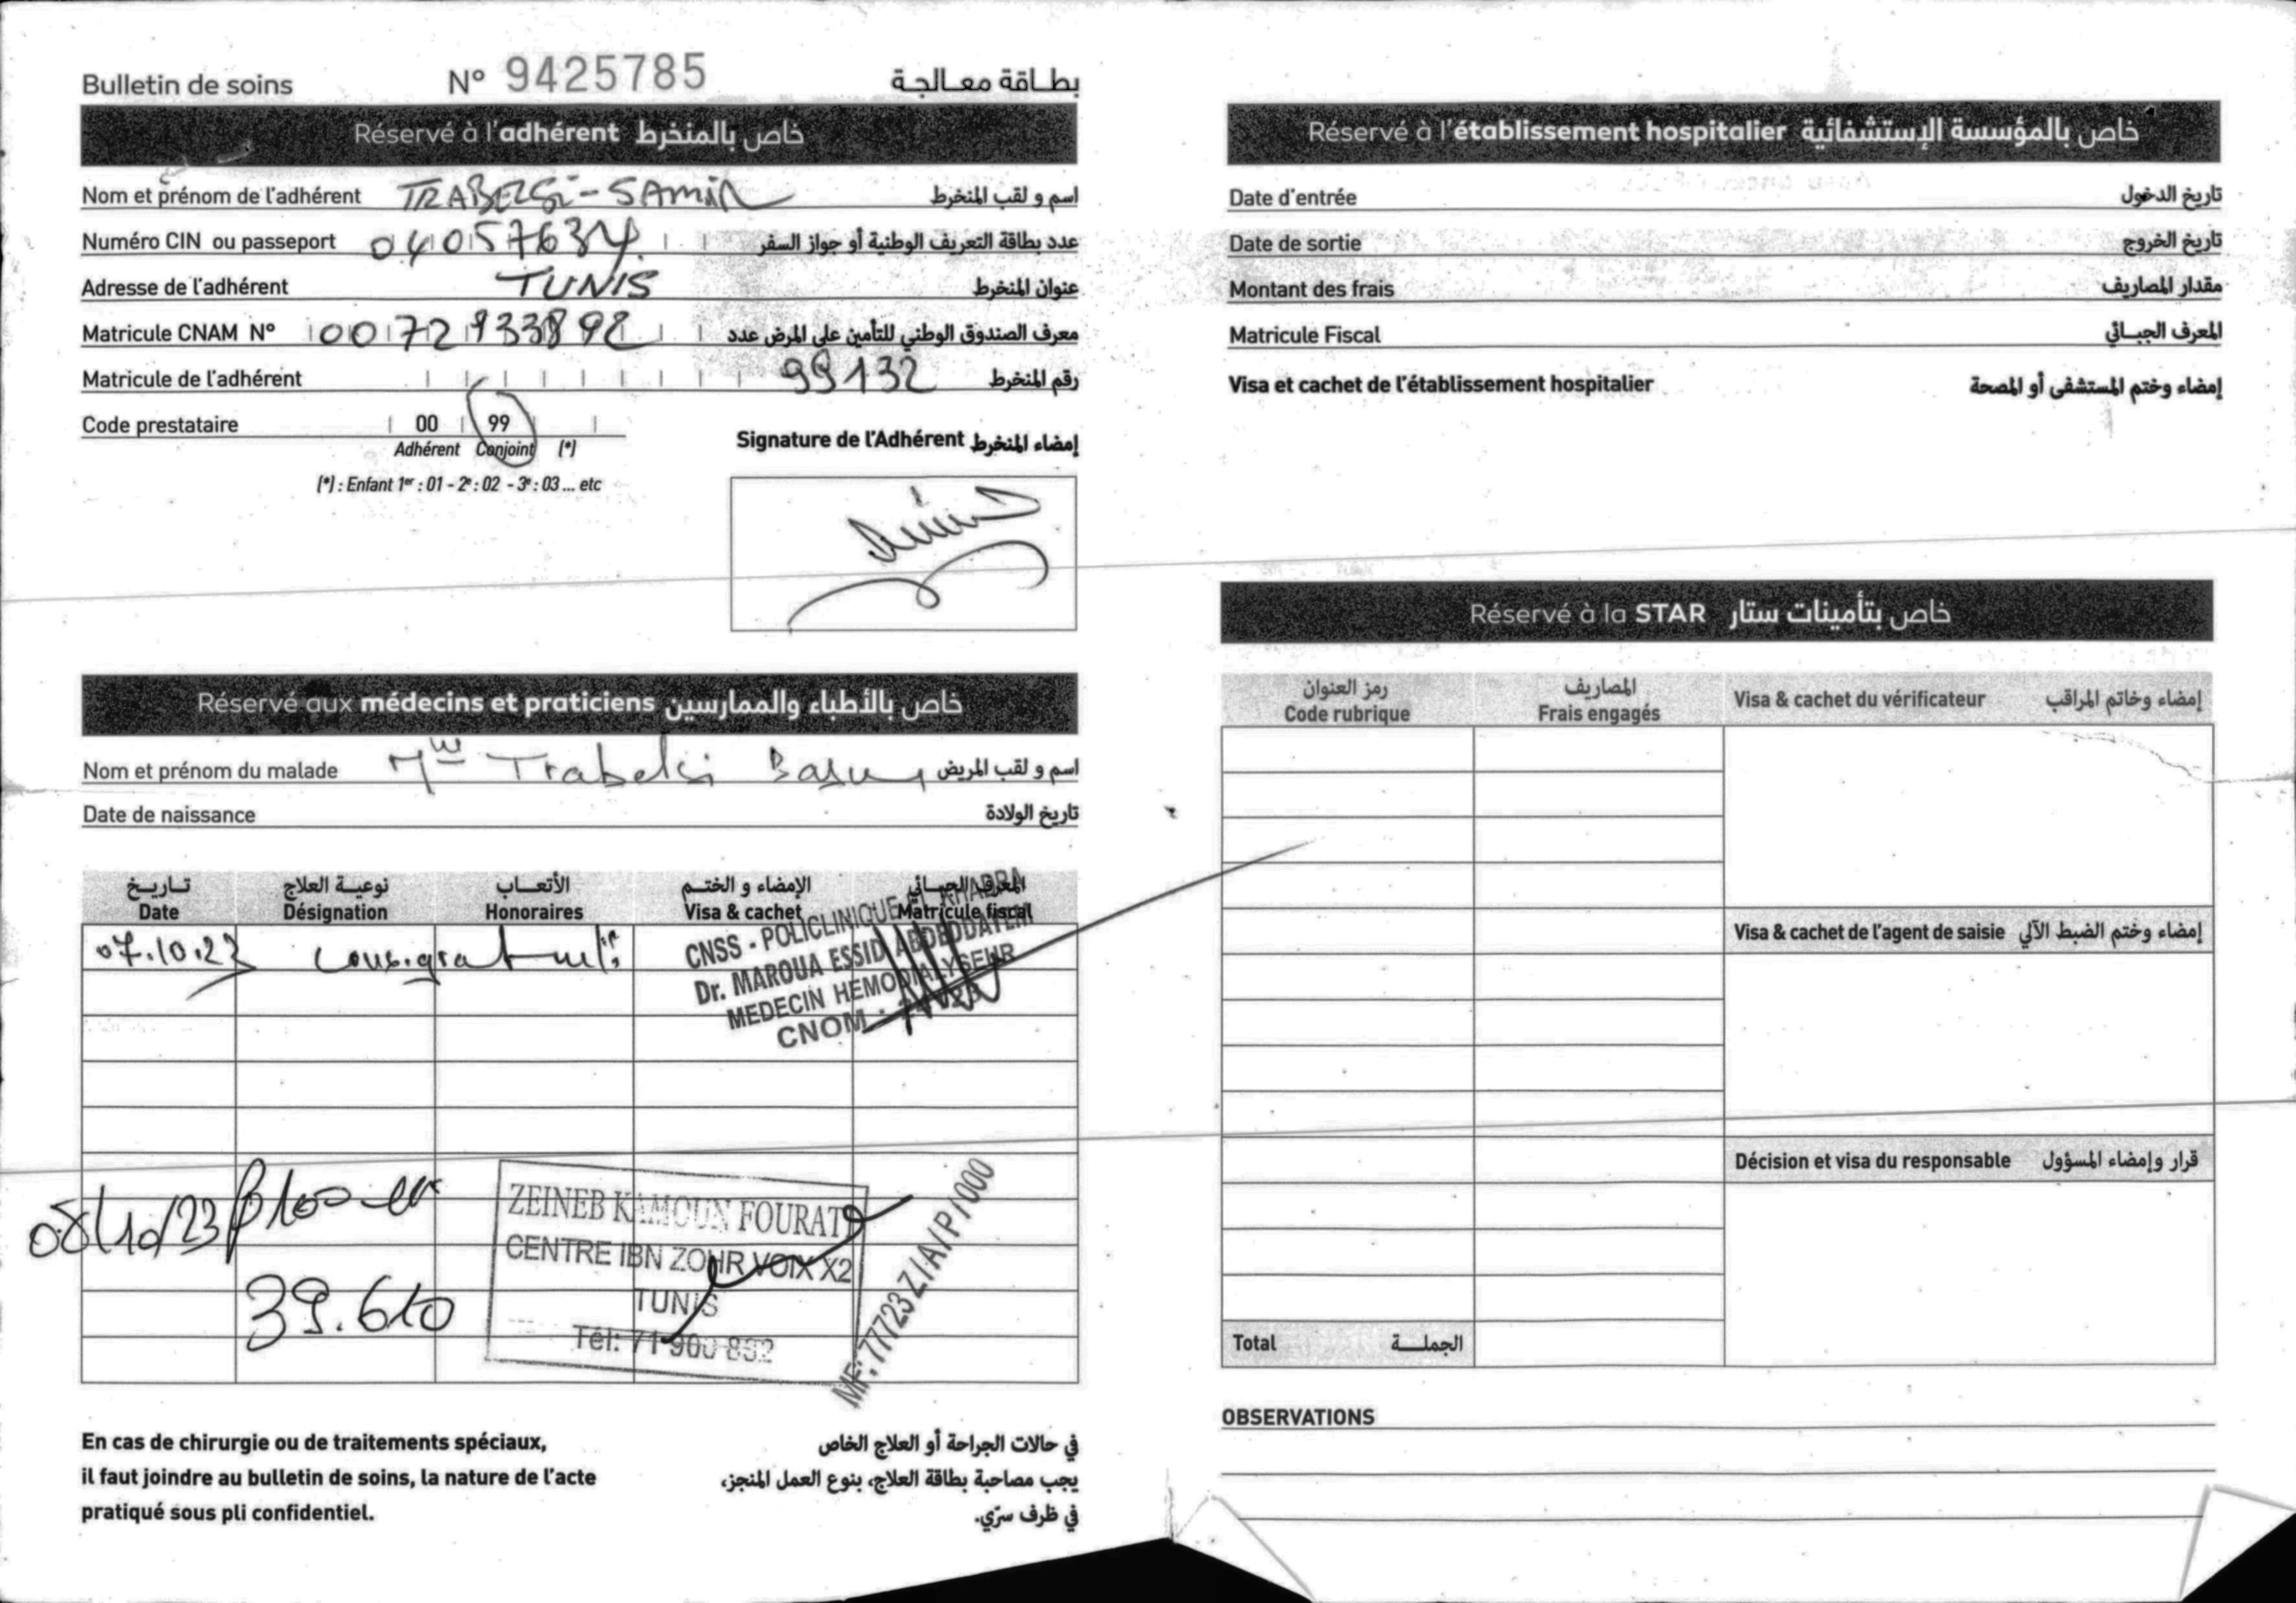 Bulletin de soins N° 9425785 بطاقة معالجة
Réservé à l'adhérent خاص بالمنخرط
Nom et prénom de l'adhérent TRABELSI - SAMIR اسم و لقب المنخرط
Numéro CIN ou passeport 04057634 عدد بطاقة التعريف الوطنية أو جواز السفر
Adresse de l'adhérent TUNIS عنوان المنخرط
Matricule CNAM N° معرف الصندوق الوطني للتأمين على المرض عدد
Matricule de l'adhérent 99132 رقم المنخرط
Code prestataire 00 99
Adhérent Conjoint (*)
(*) : Enfant 1er : 01 - 2e : 02 - 3e : 03 ... etc
Signature de l'Adhérent إمضاء المنخرط
Réservé aux médecins et praticiens خاص بالأطباء والممارسين
Nom et prénom du malade Mme Trabelsi اسم و لقب المريض
Date de naissance تاريخ الولادة
تاريخ نوعية العلاج الأتعاب الإمضاء و الختم المعرف الجبائي
Date Désignation Honoraires Visa & cachet Matricule fiscal
07.10.23
CNSS - POLICLINIQUE EL KHADRA
Dr. MAROUA ESSID ABDEDDAYEM
MEDECIN HEMODIALYSEUR
CNOM :
08/10/23 B100
39.610
ZEINEB KAMOUN FOURATI
CENTRE IBN ZOHR VOIX X2
TUNIS
Tél: 71 900 832
MF: 77723 Z/A/P/000
En cas de chirurgie ou de traitements spéciaux,
il faut joindre au bulletin de soins, la nature de l'acte
pratiqué sous pli confidentiel.
في حالات الجراحة أو العلاج الخاص
يجب مصاحبة بطاقة العلاج، بنوع العمل المنجز،
في ظرف سرّي.
Réservé à l'établissement hospitalier خاص بالمؤسسة الإستشفائية
Date d'entrée تاريخ الدخول
Date de sortie تاريخ الخروج
Montant des frais مقدار المصاريف
Matricule Fiscal المعرف الجبائي
Visa et cachet de l'établissement hospitalier إمضاء وختم المستشفى أو المصحة
Réservé à la STAR خاص بتأمينات ستار
رمز العنوان المصاريف
Code rubrique Frais engagés Visa & cachet du vérificateur إمضاء وخاتم المراقب
Visa & cachet de l'agent de saisie إمضاء وختم الضبط الآلي
Décision et visa du responsable قرار وإمضاء المسؤول
Total الجملة
OBSERVATIONS